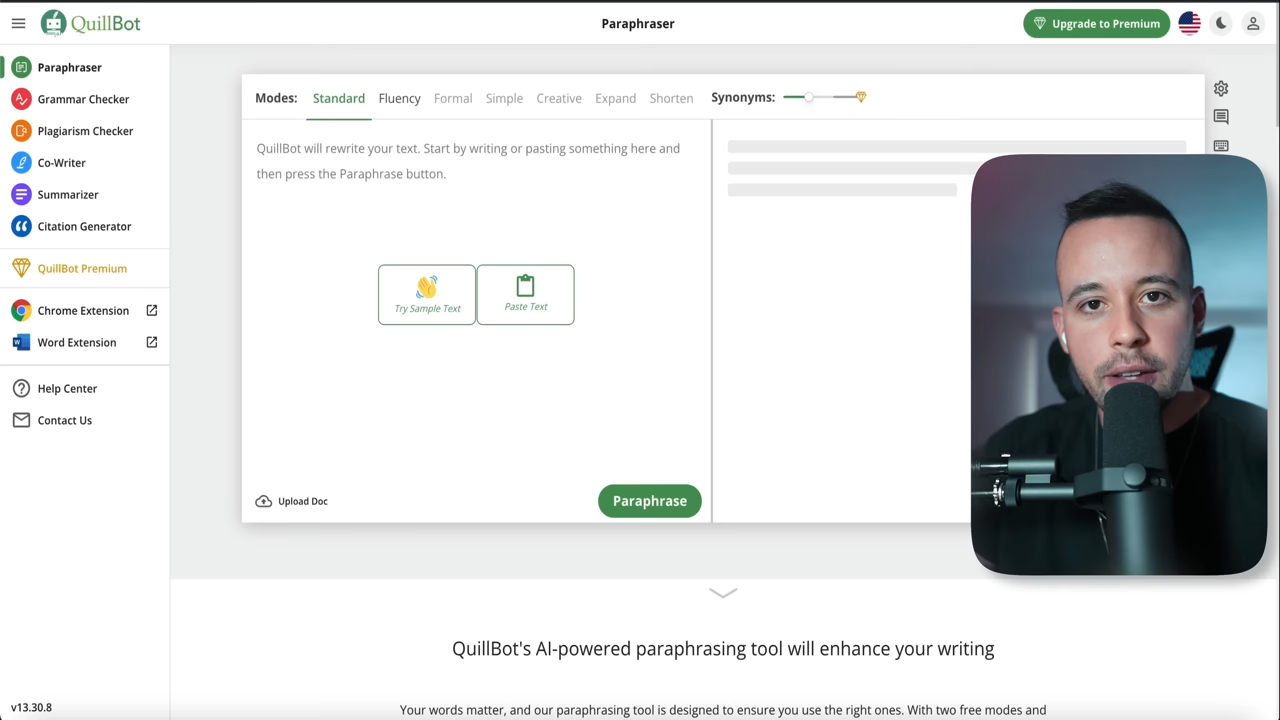 QuillBot
Paraphraser
Upgrade to Premium
Paraphraser
Grammar Checker
Plagiarism Checker
Co-Writer
Summarizer
Citation Generator
QuillBot Premium
Chrome Extension
Word Extension
Help Center
Contact Us
v13.30.8
Modes: Standard Fluency Formal Simple Creative Expand Shorten Synonyms:
QuillBot will rewrite your text. Start by writing or pasting something here and
then press the Paraphrase button.
Try Sample Text
Paste Text
Upload Doc
Paraphrase
QuillBot's AI-powered paraphrasing tool will enhance your writing
Your words matter, and our paraphrasing tool is designed to ensure you use the right ones. With two free modes and